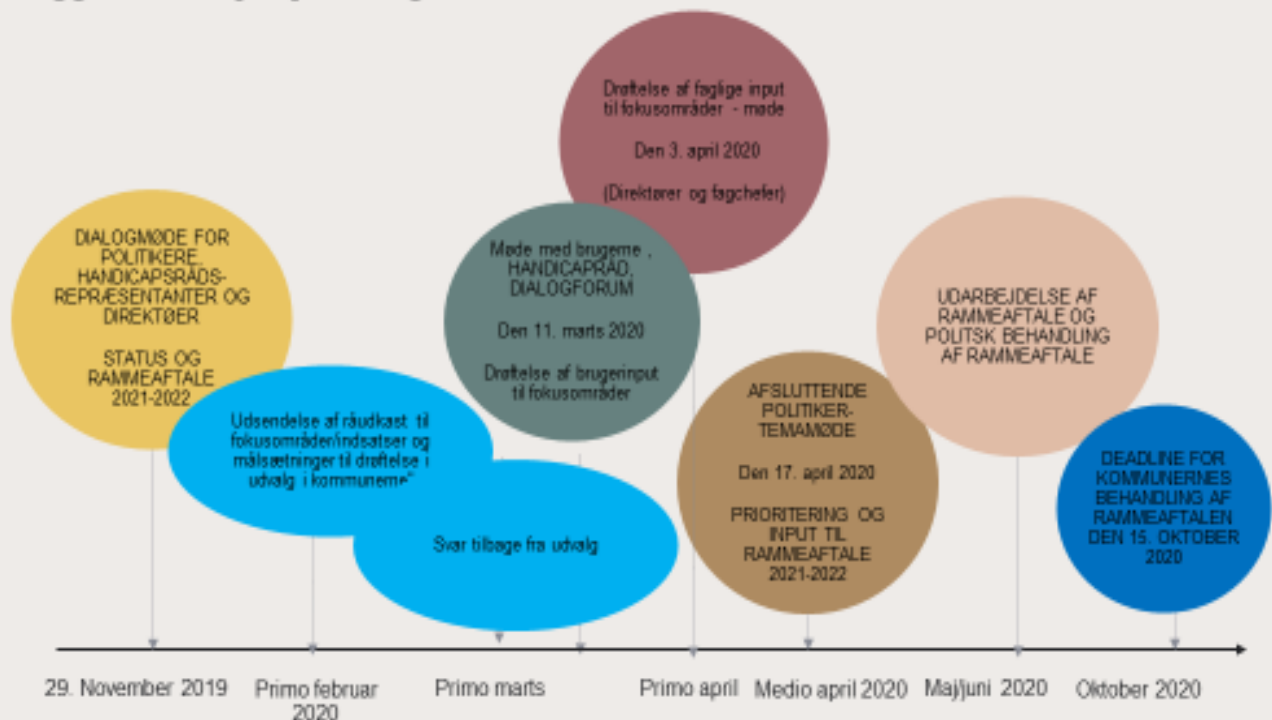 DIALOGMØDE FOR
POLITIKERE,
HANDICAPSRÅDS-
REPRÆSENTANTER OG
DIREKTØER
STATUS OG
RAMMEAFTALE
2021-2022
Udsendelse af råudkast til
fokusområder/indsatser og
målsætninger til drøftelse i
udvalg i kommunerne"
Svar tilbage fra udvalg
Møde med brugerne ,
HANDICAPRÅD,
DIALOGFORUM
Den 11. marts 2020
Drøftelse af brugerinput
til fokusområder
Drøftelse af faglige input
til fokusområder - møde
Den 3. april 2020
(Direktører og fagchefer)
AFSLUTTENDE
POLITIKER-
TEMAMØDE
Den 17. april 2020
PRIORITERING OG
INPUT TIL
RAMMEAFTALE
2021-2022
UDARBEJDELSE AF
RAMMEAFTALE OG
POLITSK BEHANDLING
AF RAMMEAFTALE
DEADLINE FOR
KOMMUNERNES
BEHANDLING AF
RAMMEAFTALEN
DEN 15. OKTOBER
2020
29. November 2019
Primo februar
2020
Primo marts
Primo april
Medio april 2020
Maj/juni 2020
Oktober 2020